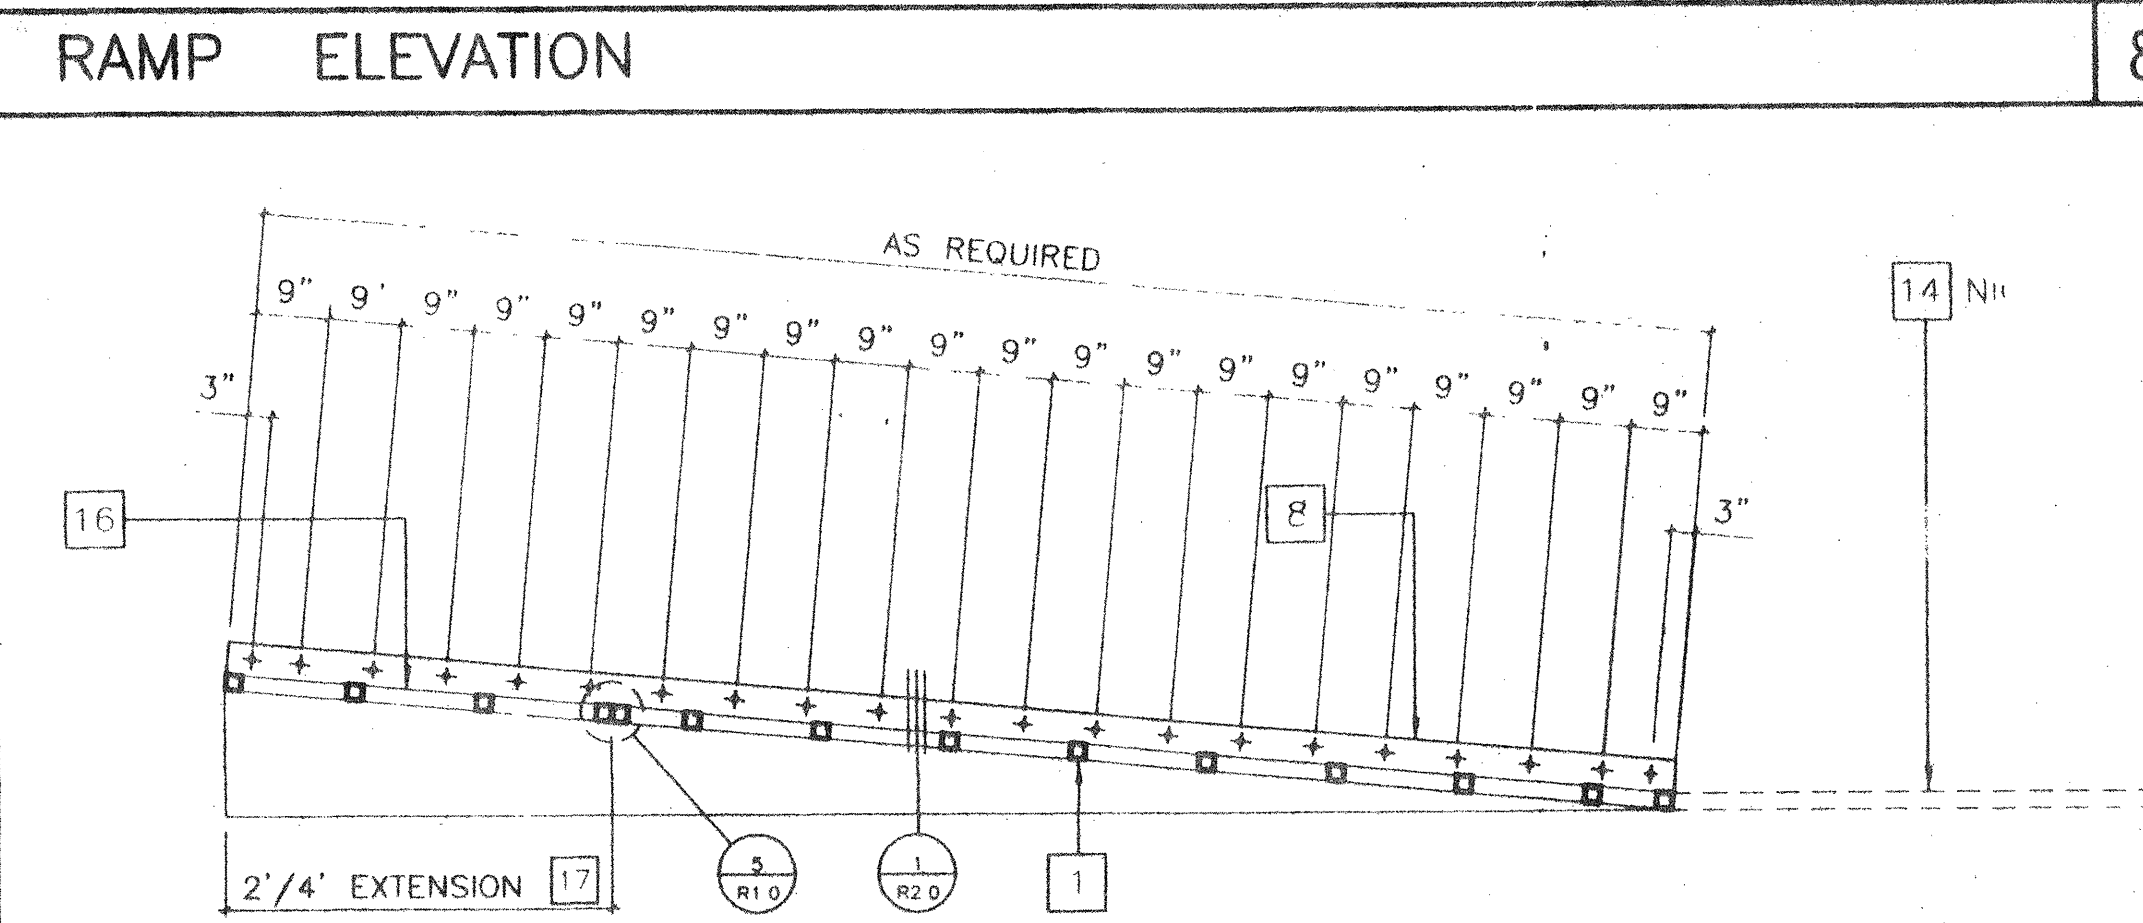 RAMP ELEVATION
8
AS REQUIRED
14 NII
9" 9' 9" 9" 9" 9" 9" 9" 9" 9" 9" 9" 9" 9" 9" 9" 9" 9" 9" 9"
3"
16
8
3"
2'/4' EXTENSION 17
5
R1 0
1
R2 0
1